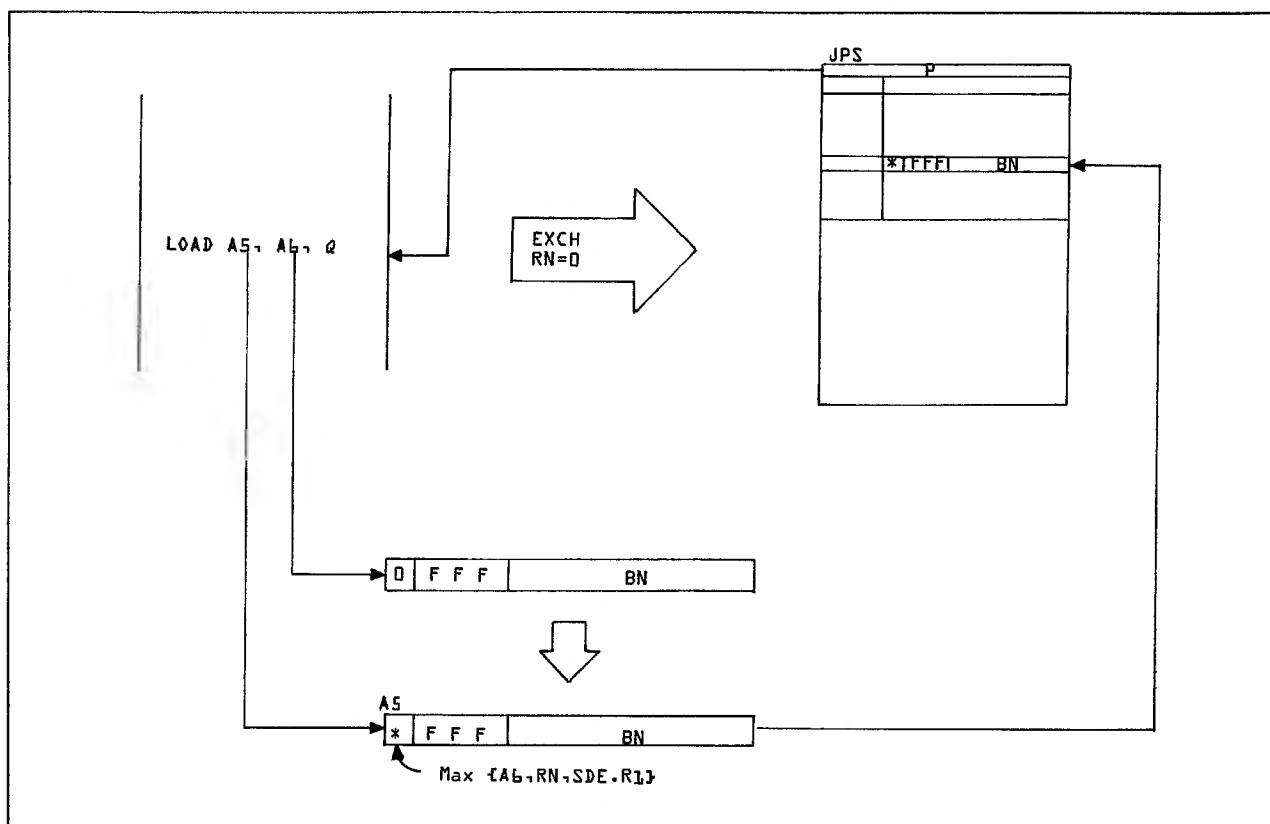 JPS
P
*|FFF| BN
LOAD A5, A6, Q
EXCH
RN=0
0 F F F BN
A5
* F F F BN
Max {A6,RN,SDE.R1}